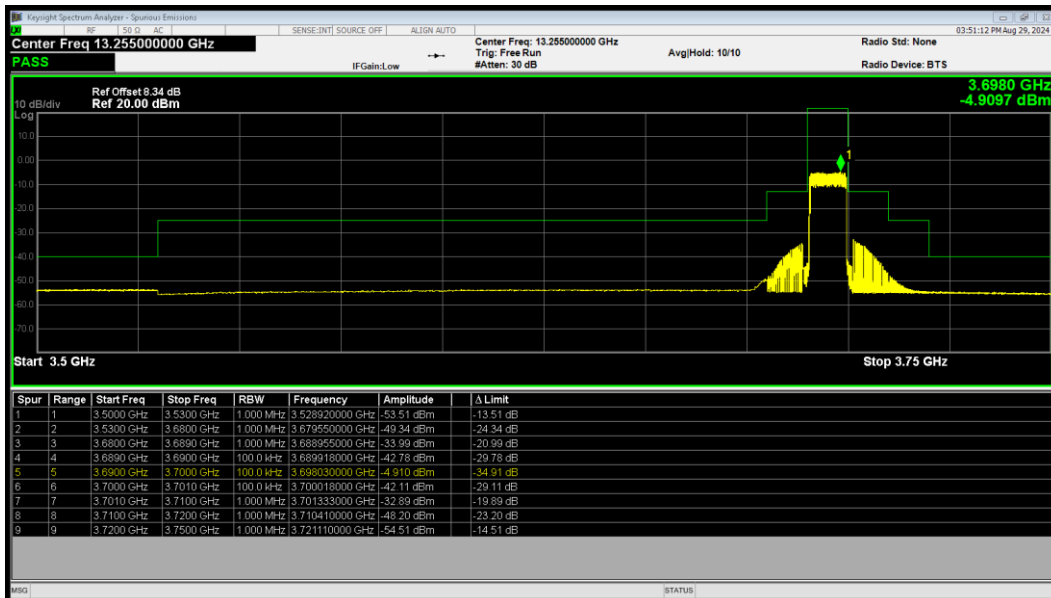 Keysight Spectrum Analyzer - Spurious Emissions
LXI RF 50 Ω AC SENSE:INT SOURCE OFF ALIGN AUTO 03:51:12 PM Aug 29, 2024
Center Freq 13.255000000 GHz Center Freq: 13.255000000 GHz Radio Std: None
PASS Trig: Free Run Avg|Hold: 10/10
IFGain:Low #Atten: 30 dB Radio Device: BTS
Ref Offset 8.34 dB 3.6980 GHz
10 dB/div Ref 20.00 dBm -4.9097 dBm
Log
10.0
0.00
1
-10.0
-20.0
-30.0
-40.0
-50.0
-60.0
-70.0
Start 3.5 GHz Stop 3.75 GHz
Spur Range Start Freq Stop Freq RBW Frequency Amplitude Δ Limit
1 1 3.5000 GHz 3.5300 GHz 1.000 MHz 3.528920000 GHz -53.51 dBm -13.51 dB
2 2 3.5300 GHz 3.6800 GHz 1.000 MHz 3.679550000 GHz -49.34 dBm -24.34 dB
3 3 3.6800 GHz 3.6890 GHz 1.000 MHz 3.688955000 GHz -33.99 dBm -20.99 dB
4 4 3.6890 GHz 3.6900 GHz 100.0 kHz 3.689918000 GHz -42.78 dBm -29.78 dB
5 5 3.6900 GHz 3.7000 GHz 100.0 kHz 3.698030000 GHz -4.910 dBm -34.91 dB
6 6 3.7000 GHz 3.7010 GHz 100.0 kHz 3.700018000 GHz -42.11 dBm -29.11 dB
7 7 3.7010 GHz 3.7100 GHz 1.000 MHz 3.701333000 GHz -32.89 dBm -19.89 dB
8 8 3.7100 GHz 3.7200 GHz 1.000 MHz 3.710410000 GHz -48.20 dBm -23.20 dB
9 9 3.7200 GHz 3.7500 GHz 1.000 MHz 3.721110000 GHz -54.51 dBm -14.51 dB
MSG STATUS